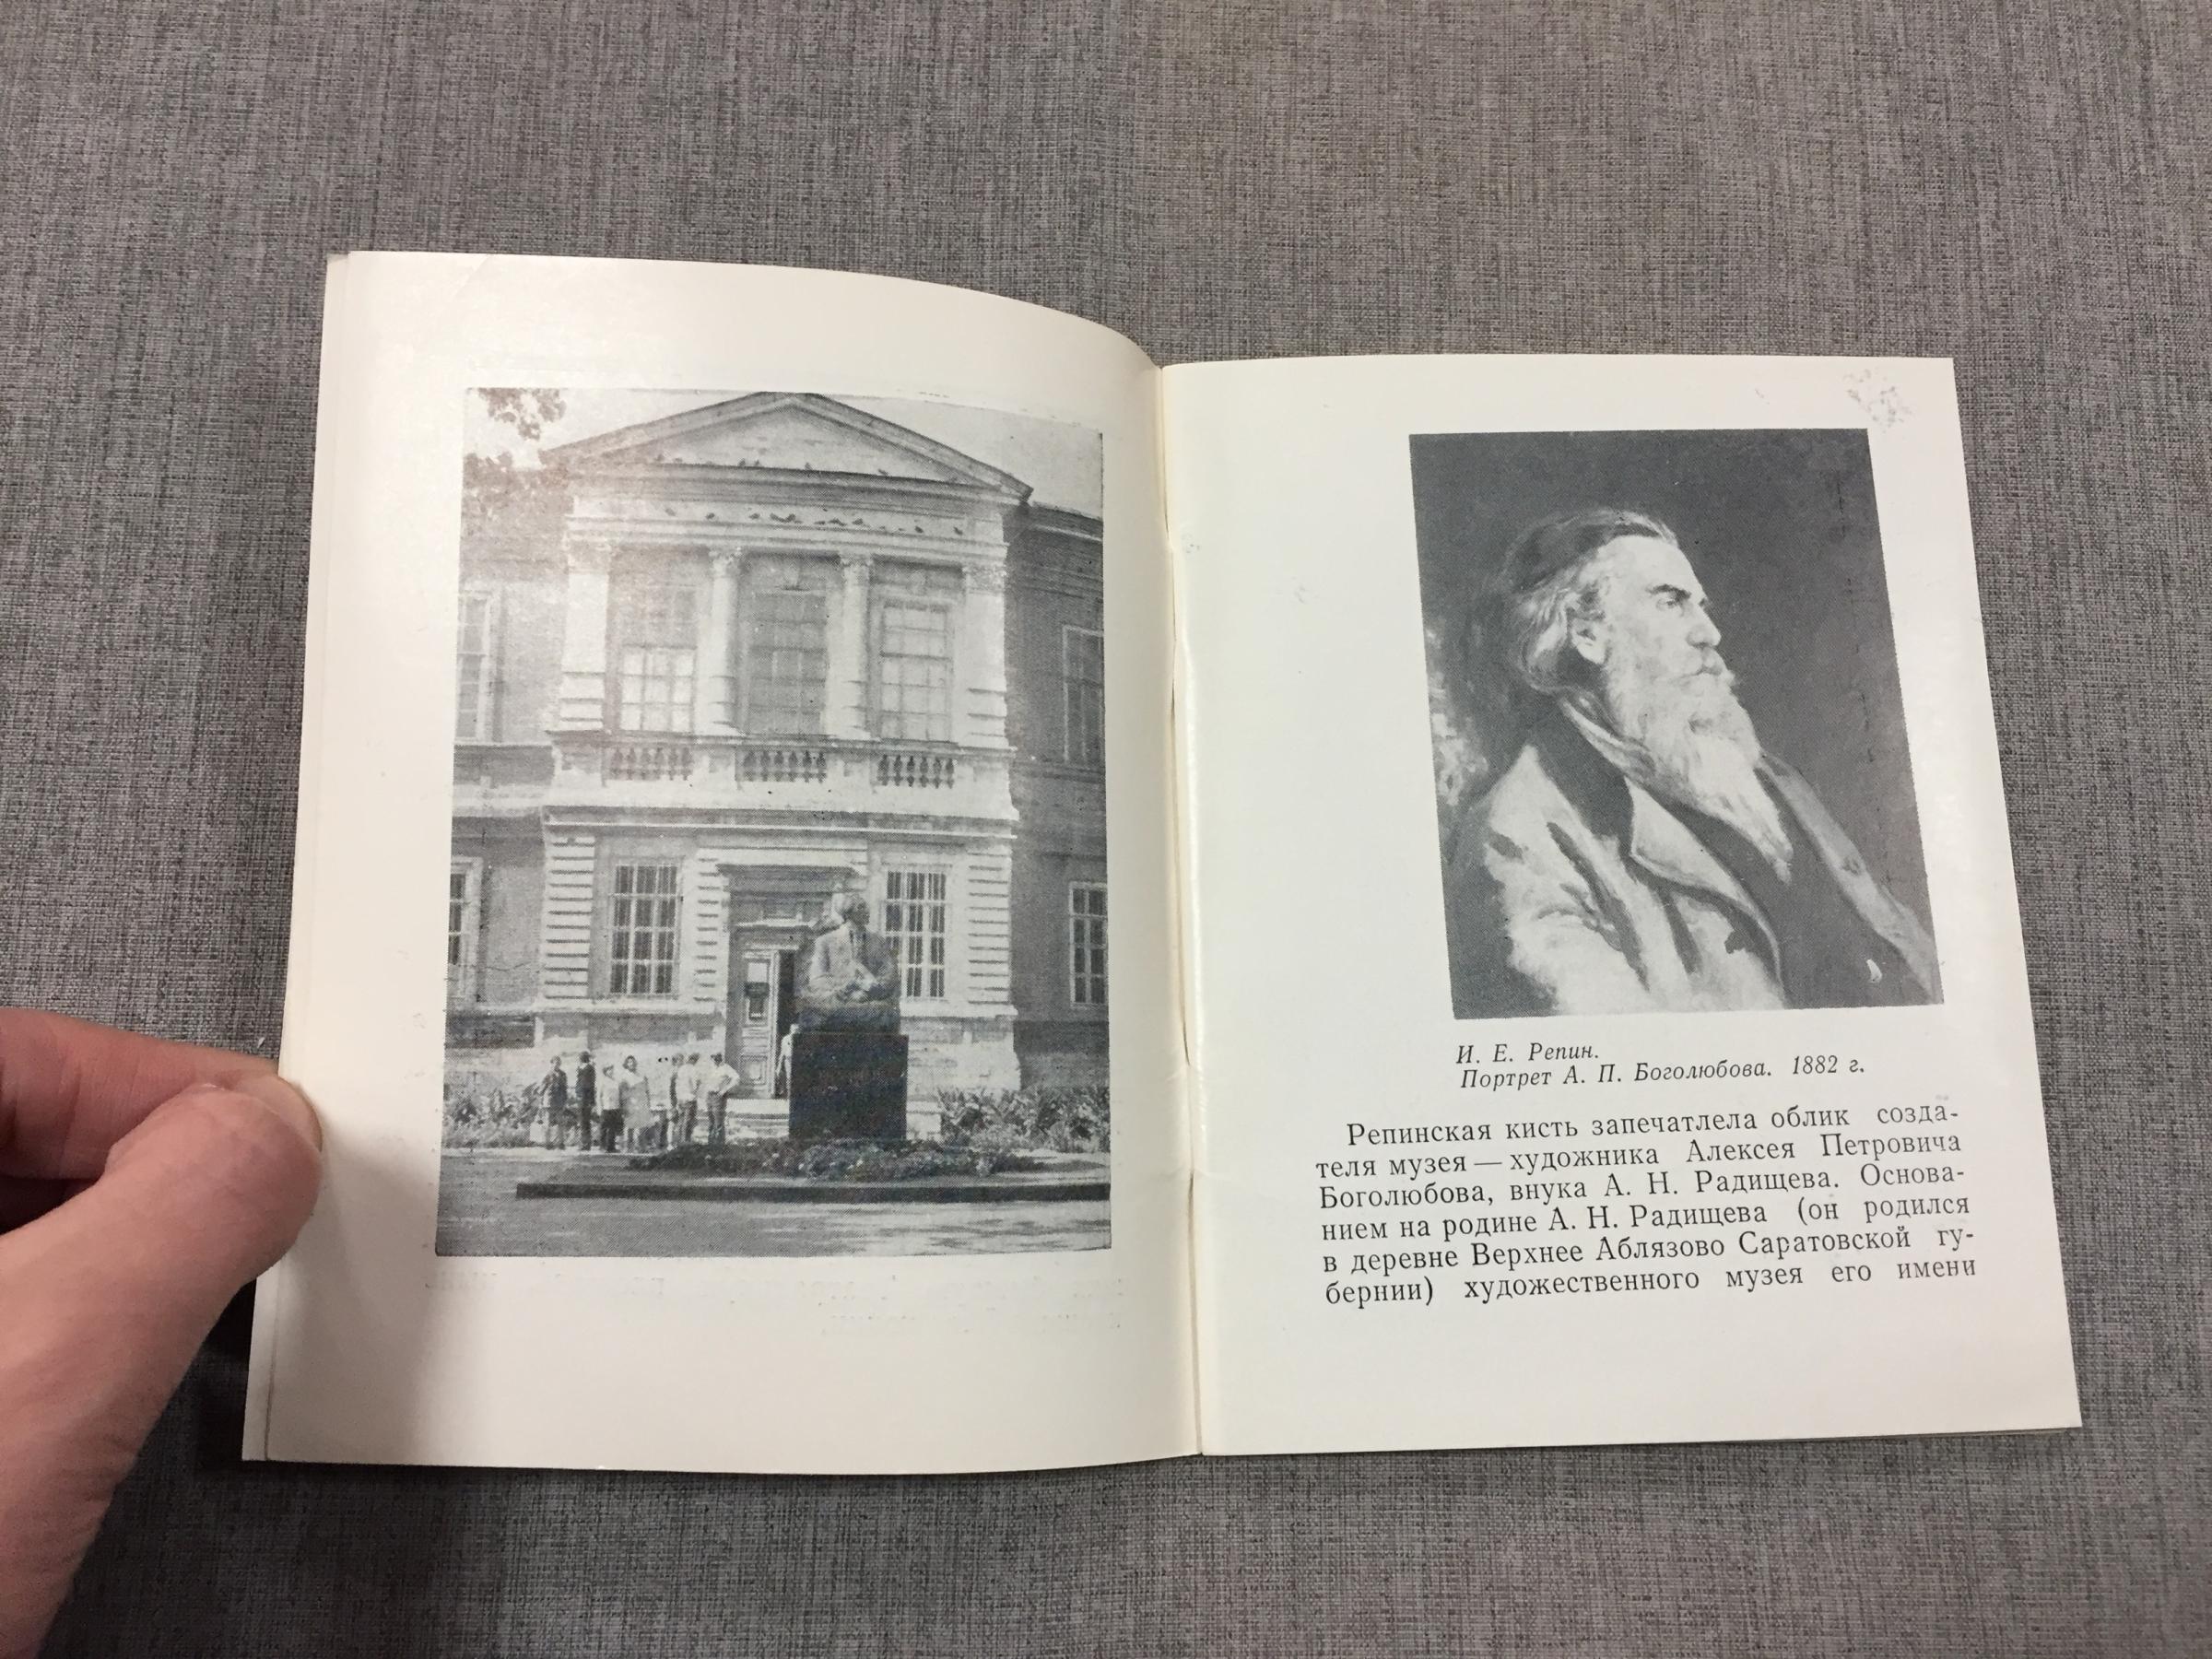 И. Е. Репин.
Портрет А. П. Боголюбова. 1882 г.
Репинская кисть запечатлела облик созда-
теля музея — художника Алексея Петровича
Боголюбова, внука А. Н. Радищева. Основа-
нием на родине А. Н. Радищева (он родился
в деревне Верхнее Аблязово Саратовской гу-
бернии) художественного музея его имени